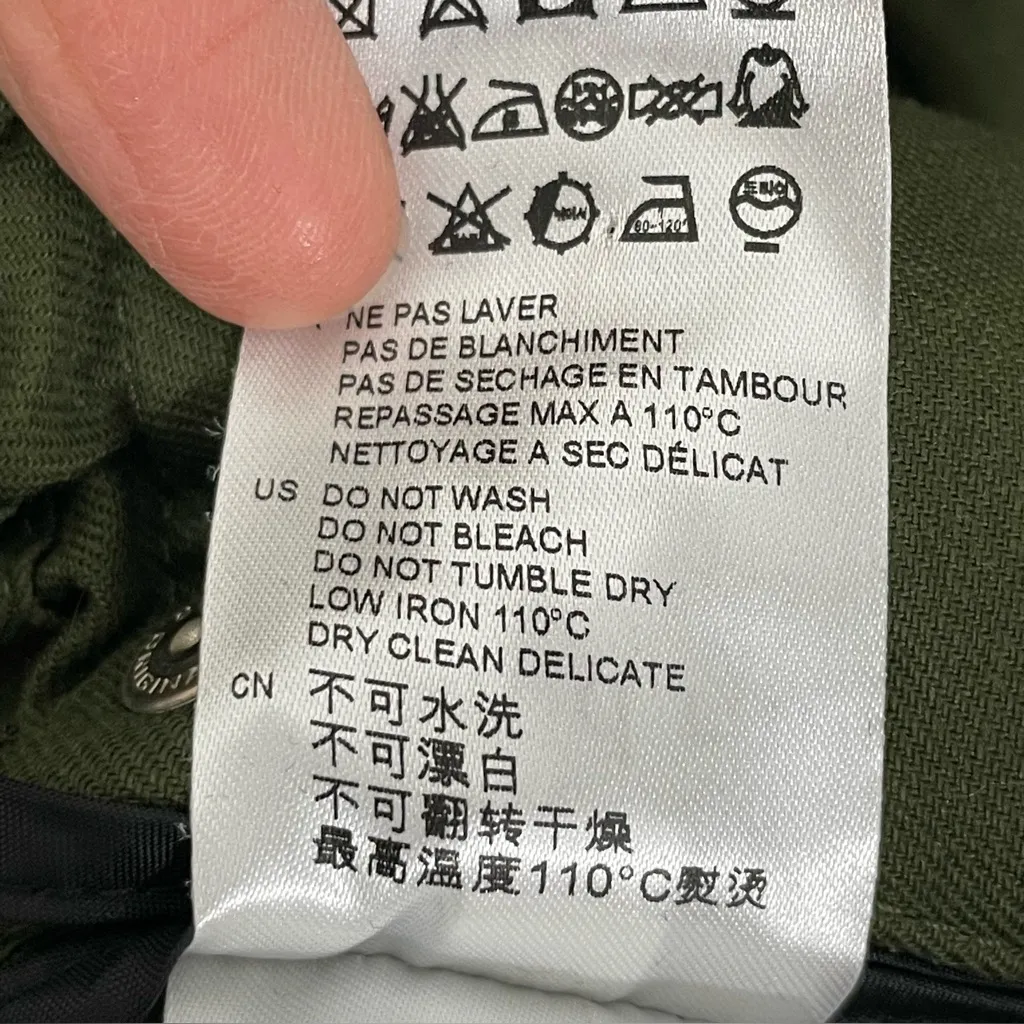 80-120°
NE PAS LAVER
PAS DE BLANCHIMENT
PAS DE SECHAGE EN TAMBOUR
REPASSAGE MAX A 110°C
NETTOYAGE A SEC DÉLICAT
US DO NOT WASH
DO NOT BLEACH
DO NOT TUMBLE DRY
LOW IRON 110°C
DRY CLEAN DELICATE
CN 不可水洗
不可漂白
不可翻转干燥
最高温度110°C熨烫